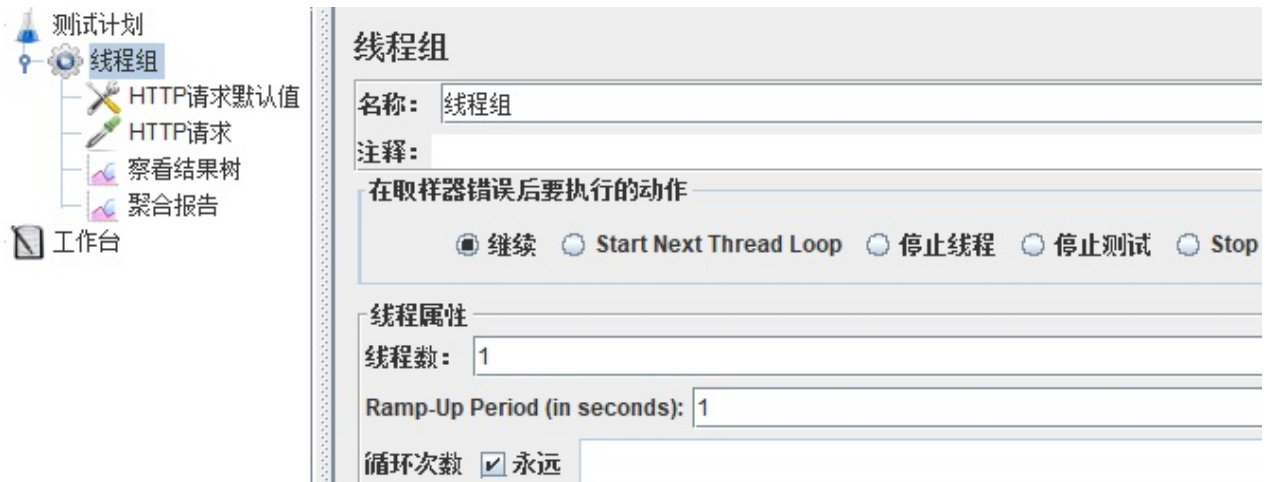 测试计划
线程组
HTTP请求默认值
HTTP请求
察看结果树
聚合报告
工作台
线程组
名称： 线程组
注释：
在取样器错误后要执行的动作
继续 Start Next Thread Loop 停止线程 停止测试 Stop
线程属性
线程数： 1
Ramp-Up Period (in seconds): 1
循环次数 永远